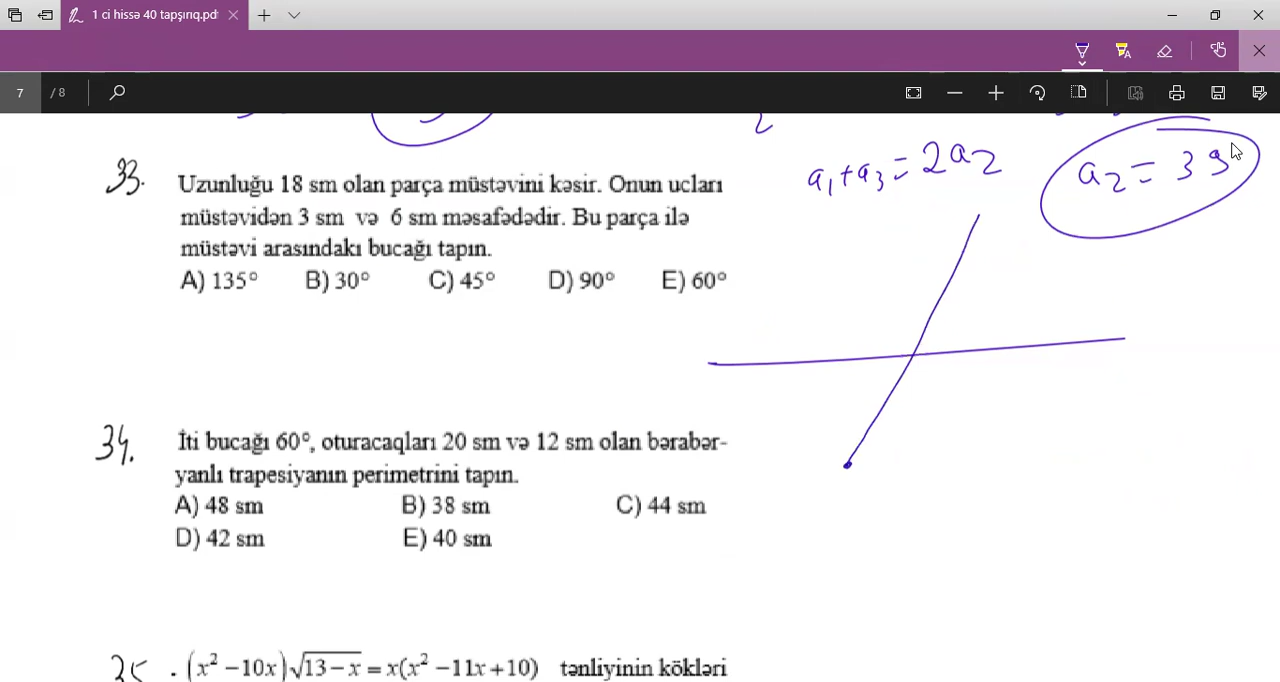 1 ci hissə 40 tapşırıq.pdf
7 / 8
a₁+a₃=2a₂
a₂=39
33.
Uzunluğu 18 sm olan parça müstəvini kəsir. Onun ucları
müstəvidən 3 sm və 6 sm məsafədədir. Bu parça ilə
müstəvi arasındakı bucağı tapın.
A) 135° B) 30° C) 45° D) 90° E) 60°
34.
İti bucağı 60°, oturacaqları 20 sm və 12 sm olan bərabər-
yanlı trapesiyanın perimetrini tapın.
A) 48 sm B) 38 sm C) 44 sm
D) 42 sm E) 40 sm
35. (x²−10x)√13−x = x(x²−11x+10) tənliyinin kökləri